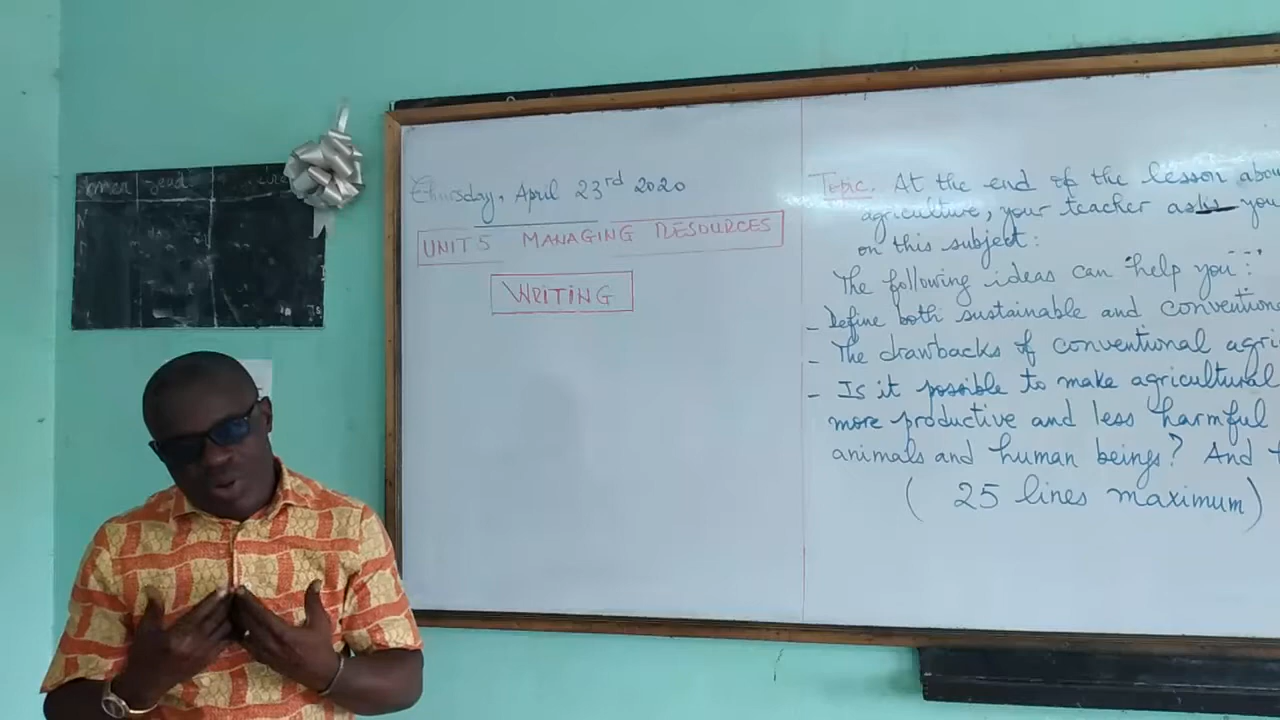 Thursday, April 23rd 2020
UNIT 5 MANAGING RESOURCES
WRITING
Topic. At the end of the lesson abou
agriculture, your teacher asks you
on this subject:
The following ideas can help you:
- Define both sustainable and convention
- The drawbacks of conventional agri
- Is it possible to make agricultural
more productive and less harmful
animals and human beings? And
( 25 lines maximum)